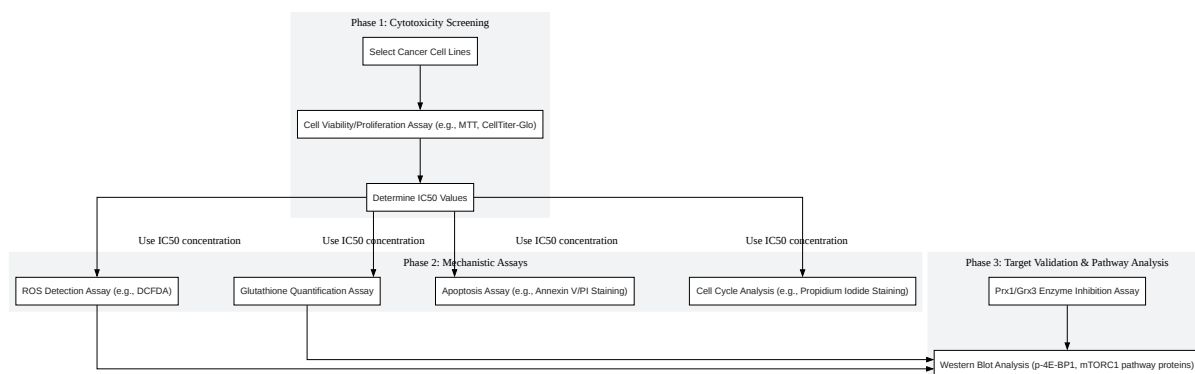 Phase 1: Cytotoxicity Screening
Select Cancer Cell Lines
Cell Viability/Proliferation Assay (e.g., MTT, CellTiter-Glo)
Determine IC50 Values
Use IC50 concentration
Use IC50 concentration
Use IC50 concentration
Use IC50 concentration
Phase 2: Mechanistic Assays
ROS Detection Assay (e.g., DCFDA)
Glutathione Quantification Assay
Apoptosis Assay (e.g., Annexin V/PI Staining)
Cell Cycle Analysis (e.g., Propidium Iodide Staining)
Phase 3: Target Validation & Pathway Analysis
Prx1/Grx3 Enzyme Inhibition Assay
Western Blot Analysis (p-4E-BP1, mTORC1 pathway proteins)